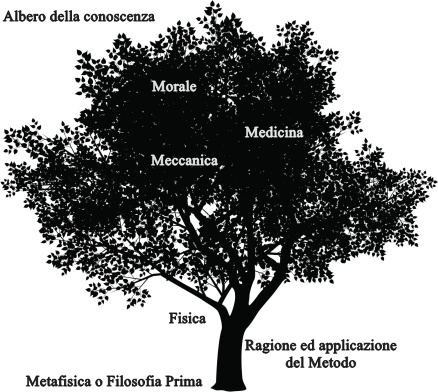 Albero della conoscenza
Morale
Medicina
Meccanica
Fisica
Ragione ed applicazione
del Metodo
Metafisica o Filosofia Prima